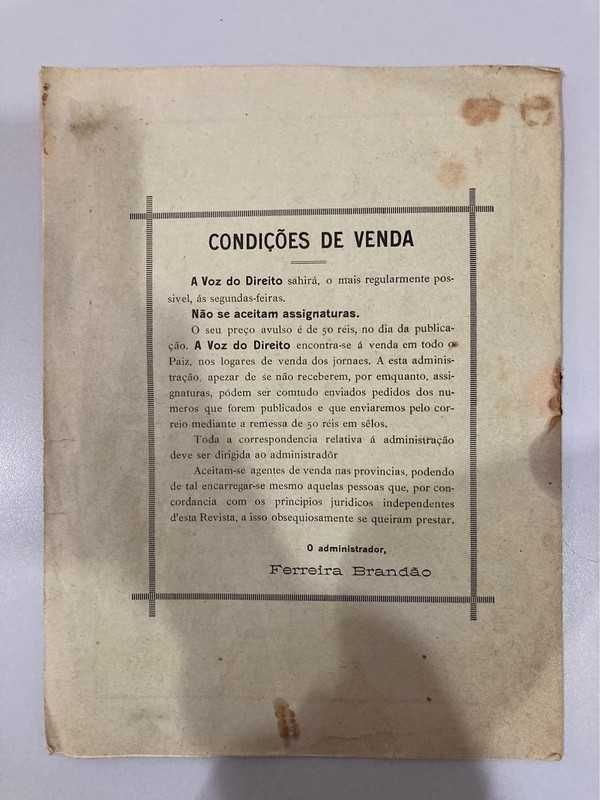 CONDIÇÕES DE VENDA
A Voz do Direito sahirá, o mais regularmente pos-
sivel, ás segundas-feiras.
Não se aceitam assignaturas.
O seu preço avulso é de 50 réis, no dia da publica-
ção. A Voz do Direito encontra-se á venda em todo o
Paiz, nos logares de venda dos jornaes. A esta adminis-
tração, apezar de se não receberem, por emquanto, assi-
gnaturas, pódem ser comtudo enviados pedidos dos nu-
meros que forem publicados e que enviaremos pelo cor-
reio mediante a remessa de 50 réis em sêlos.
Toda a correspondencia relativa á administração
deve ser dirigida ao administradôr
Aceitam-se agentes de venda nas provincias, podendo
de tal encarregar-se mesmo aquelas pessoas que, por con-
cordancia com os principios juridicos independentes
d'esta Revista, a isso obsequiosamente se queiram prestar.
O administrador,
Ferreira Brandão